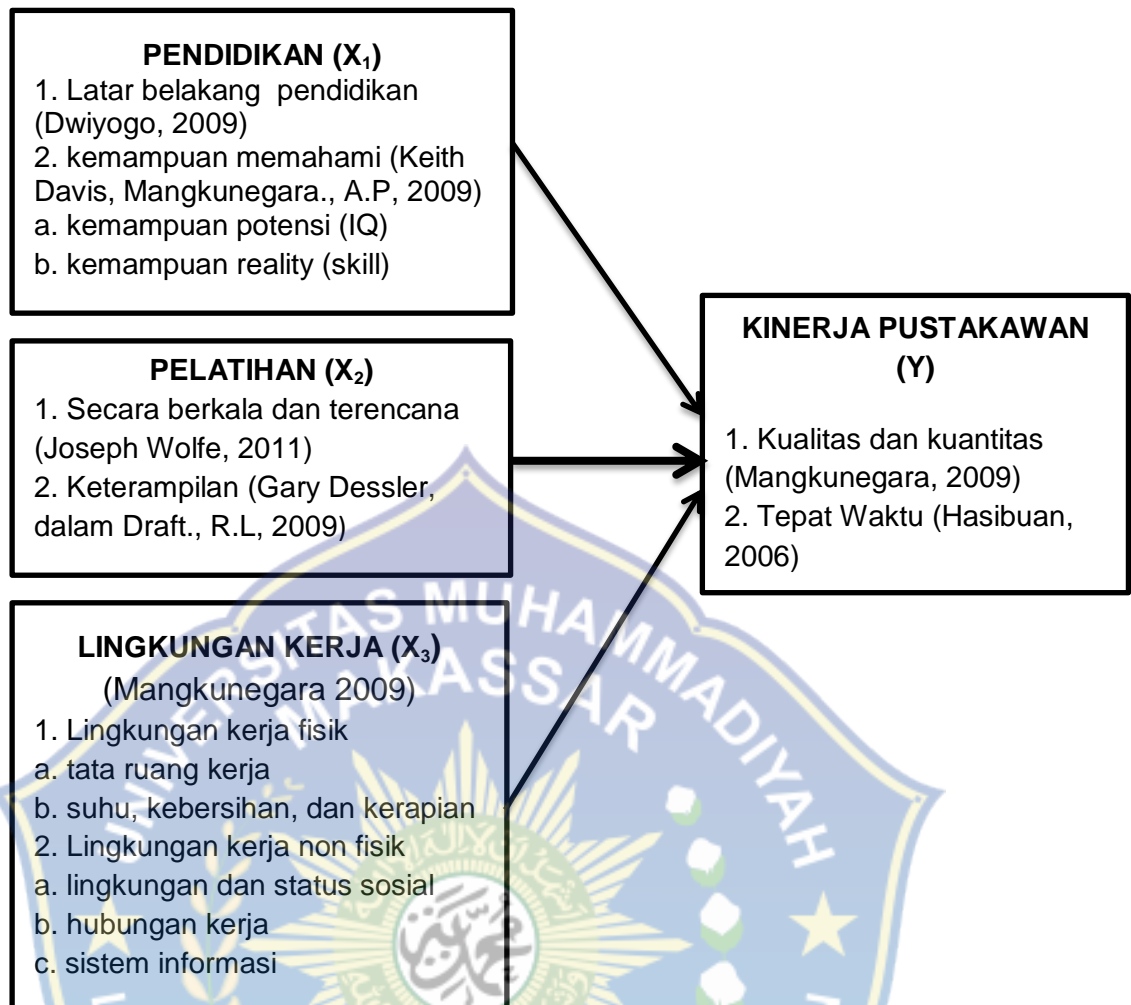 PENDIDIKAN (X₁)
1. Latar belakang pendidikan
(Dwiyogo, 2009)
2. kemampuan memahami (Keith
Davis, Mangkunegara., A.P, 2009)
a. kemampuan potensi (IQ)
b. kemampuan reality (skill)
PELATIHAN (X₂)
1. Secara berkala dan terencana
(Joseph Wolfe, 2011)
2. Keterampilan (Gary Dessler,
dalam Draft., R.L, 2009)
LINGKUNGAN KERJA (X₃)
(Mangkunegara 2009)
1. Lingkungan kerja fisik
a. tata ruang kerja
b. suhu, kebersihan, dan kerapian
2. Lingkungan kerja non fisik
a. lingkungan dan status sosial
b. hubungan kerja
c. sistem informasi
KINERJA PUSTAKAWAN
(Y)
1. Kualitas dan kuantitas
(Mangkunegara, 2009)
2. Tepat Waktu (Hasibuan,
2006)
UNIVERSITAS MUHAMMADIYAH
MAKASSAR